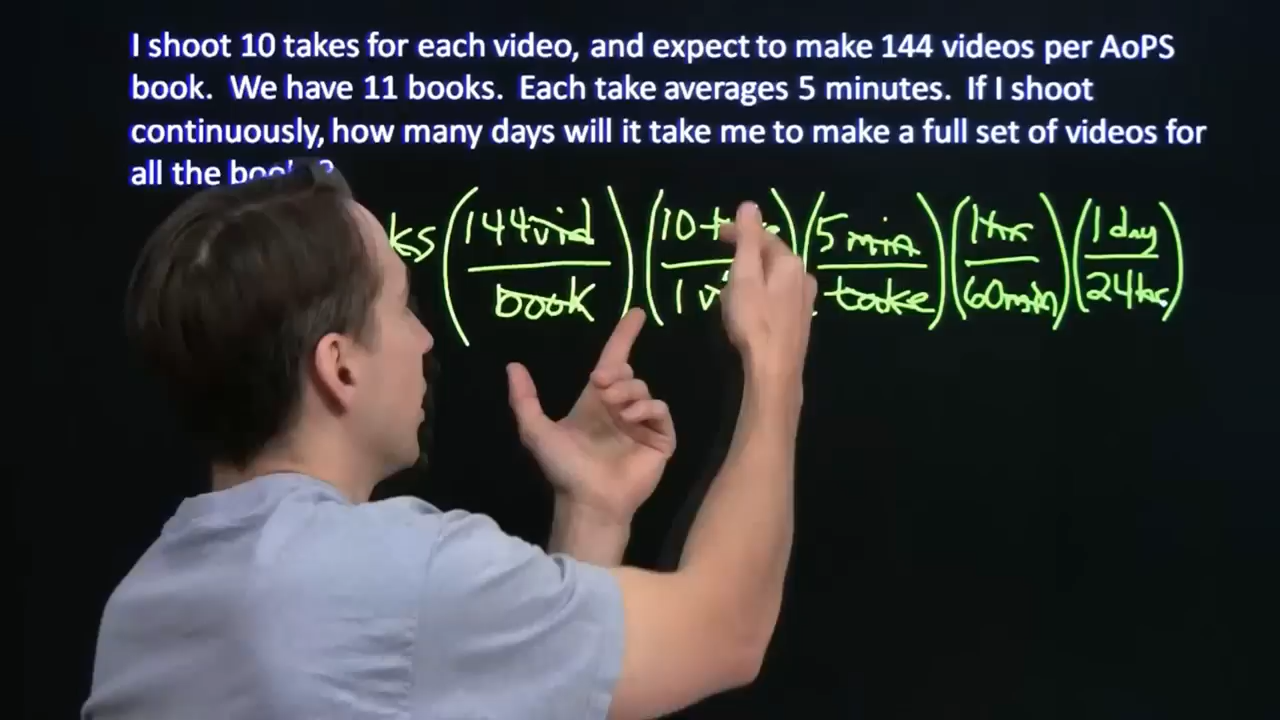 I shoot 10 takes for each video, and expect to make 144 videos per AoPS
book. We have 11 books. Each take averages 5 minutes. If I shoot
continuously, how many days will it take me to make a full set of videos for
all the
144 vid 10 5 min 1 hr 1 day
book 1 take 60 min 24 hr